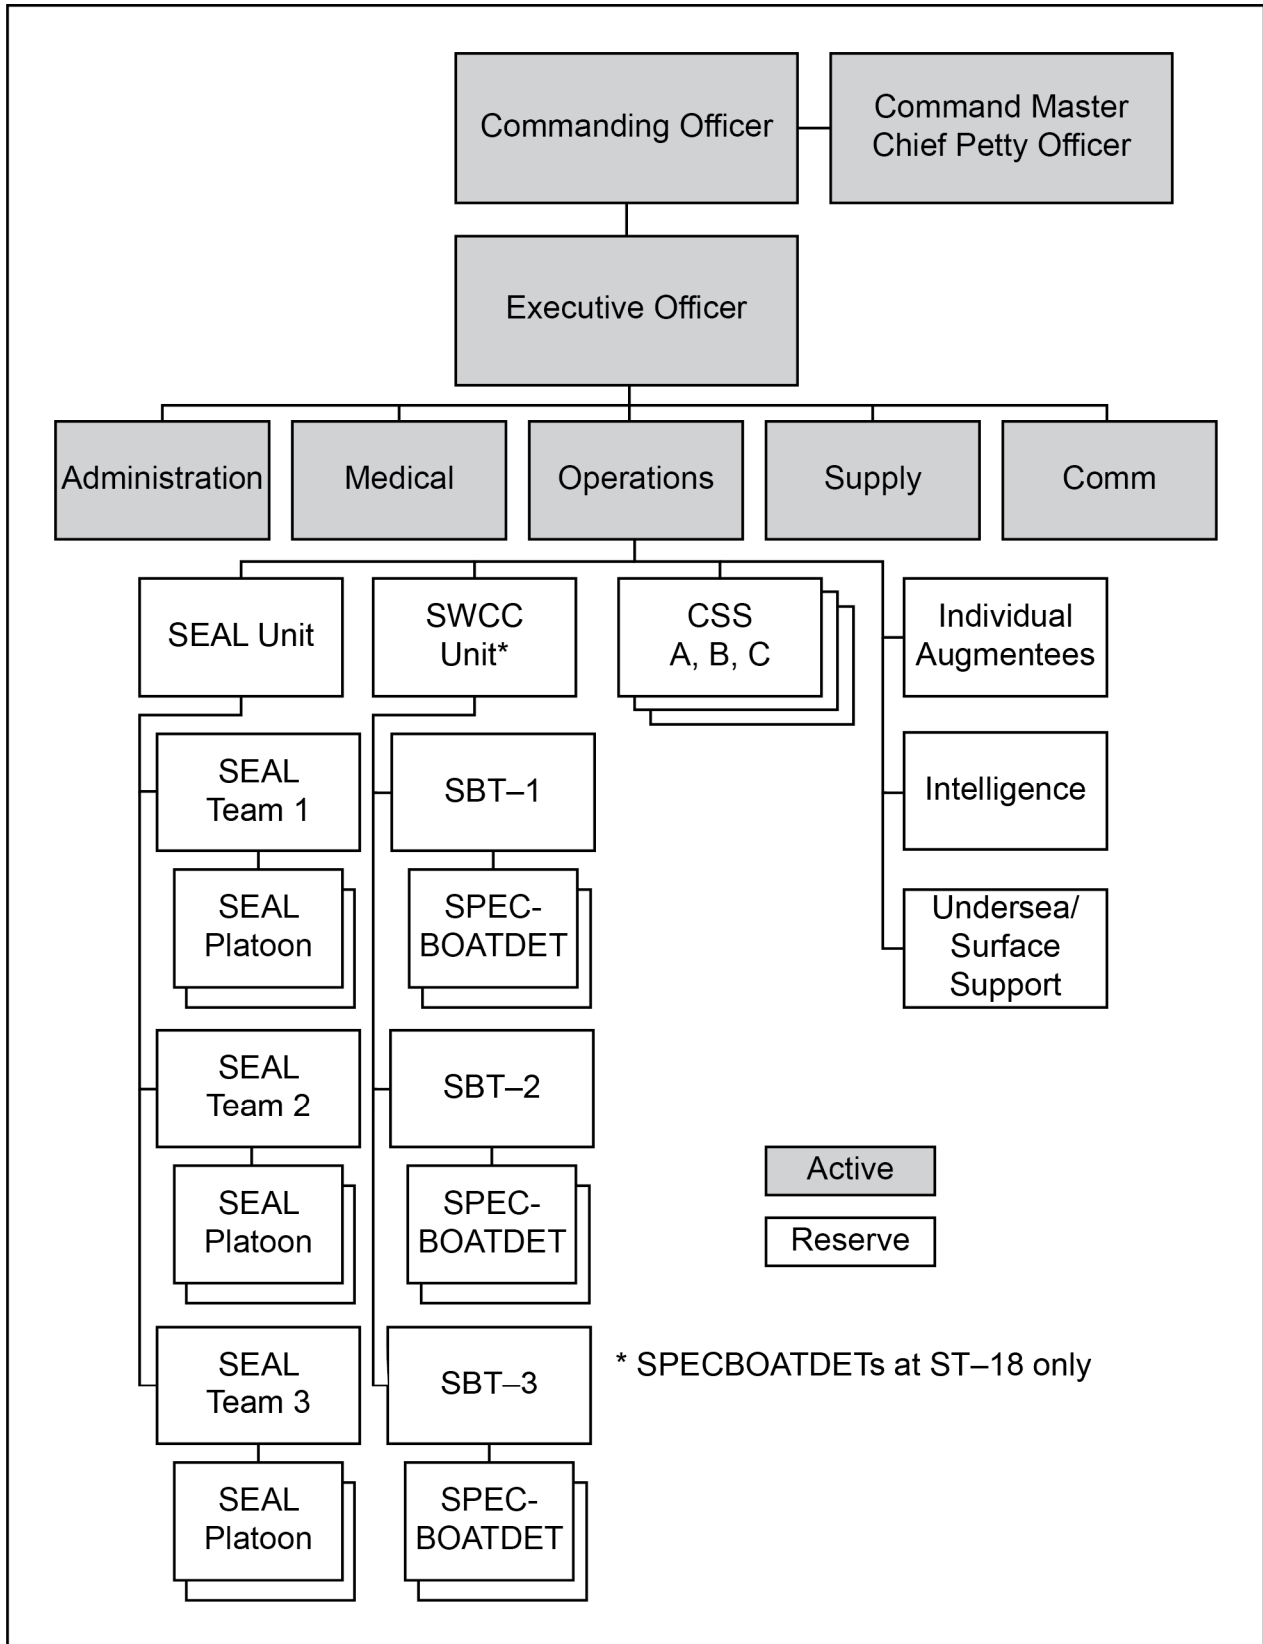 Commanding Officer
Command Master
Chief Petty Officer
Executive Officer
Administration
Medical
Operations
Supply
Comm
SEAL Unit
SWCC
Unit*
CSS
A, B, C
Individual
Augmentees
SEAL
Team 1
SBT–1
Intelligence
SEAL
Platoon
SPEC-
BOATDET
Undersea/
Surface
Support
SEAL
Team 2
SBT–2
SEAL
Platoon
SPEC-
BOATDET
Active
Reserve
SEAL
Team 3
SBT–3
* SPECBOATDETs at ST–18 only
SEAL
Platoon
SPEC-
BOATDET